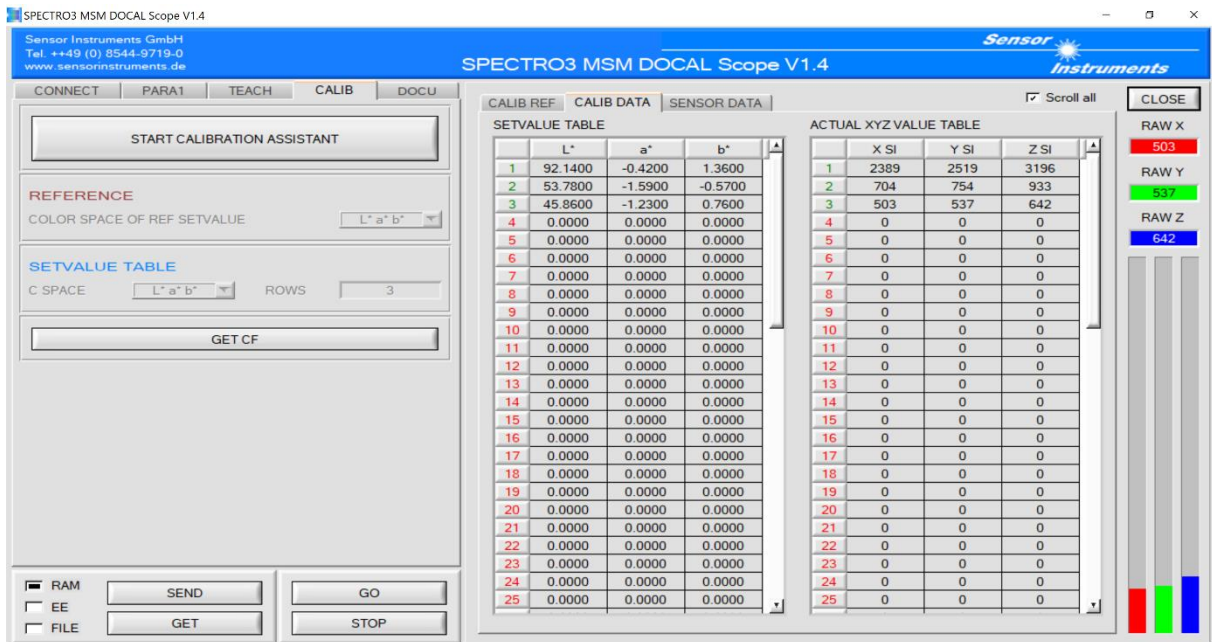 SPECTRO3 MSM DOCAL Scope V1.4
Sensor Instruments GmbH
Tel. ++49 (0) 8544-9719-0
www.sensorinstruments.de
SPECTRO3 MSM DOCAL Scope V1.4
Sensor
Instruments
CONNECT PARA1 TEACH CALIB DOCU
START CALIBRATION ASSISTANT
REFERENCE
COLOR SPACE OF REF SETVALUE L* a* b*
SETVALUE TABLE
C SPACE L* a* b* ROWS 3
GET CF
RAM
EE
FILE
SEND
GET
GO
STOP
CALIB REF CALIB DATA SENSOR DATA
Scroll all
CLOSE
SETVALUE TABLE
L* a* b*
1 92.1400 -0.4200 1.3600
2 53.7800 -1.5900 -0.5700
3 45.8600 -1.2300 0.7600
4 0.0000 0.0000 0.0000
5 0.0000 0.0000 0.0000
6 0.0000 0.0000 0.0000
7 0.0000 0.0000 0.0000
8 0.0000 0.0000 0.0000
9 0.0000 0.0000 0.0000
10 0.0000 0.0000 0.0000
11 0.0000 0.0000 0.0000
12 0.0000 0.0000 0.0000
13 0.0000 0.0000 0.0000
14 0.0000 0.0000 0.0000
15 0.0000 0.0000 0.0000
16 0.0000 0.0000 0.0000
17 0.0000 0.0000 0.0000
18 0.0000 0.0000 0.0000
19 0.0000 0.0000 0.0000
20 0.0000 0.0000 0.0000
21 0.0000 0.0000 0.0000
22 0.0000 0.0000 0.0000
23 0.0000 0.0000 0.0000
24 0.0000 0.0000 0.0000
25 0.0000 0.0000 0.0000
ACTUAL XYZ VALUE TABLE
X SI Y SI Z SI
1 2389 2519 3196
2 704 754 933
3 503 537 642
4 0 0 0
5 0 0 0
6 0 0 0
7 0 0 0
8 0 0 0
9 0 0 0
10 0 0 0
11 0 0 0
12 0 0 0
13 0 0 0
14 0 0 0
15 0 0 0
16 0 0 0
17 0 0 0
18 0 0 0
19 0 0 0
20 0 0 0
21 0 0 0
22 0 0 0
23 0 0 0
24 0 0 0
25 0 0 0
RAW X
503
RAW Y
537
RAW Z
642